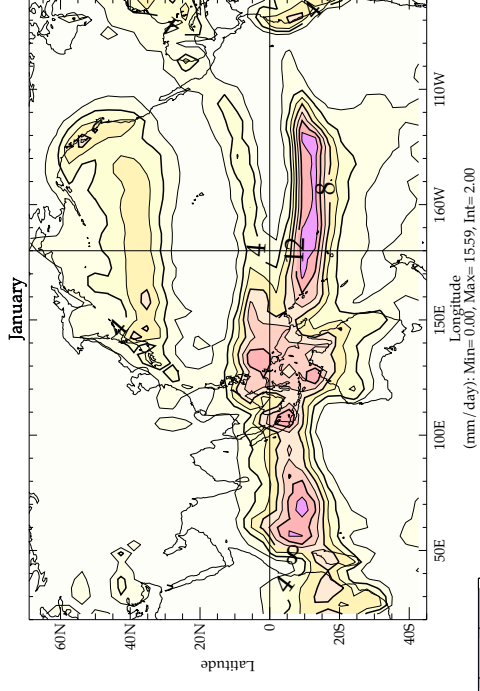 January
4
4
12
8
4
8
4
60N
40N
20N
0
20S
40S
Latitude
50E
100E
150E
160W
110W
Longitude
(mm / day): Min= 0.00, Max= 15.59, Int= 2.00